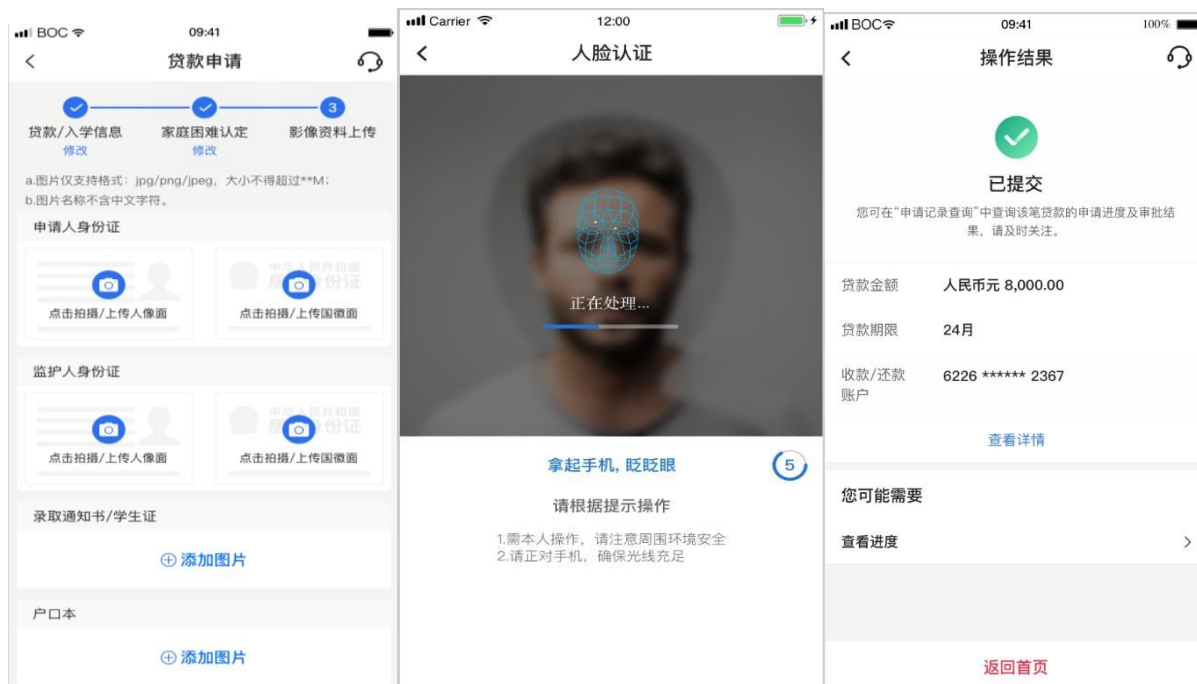 BOC
09:41
贷款申请
3
贷款/入学信息
家庭困难认定
影像资料上传
修改
修改
a.图片仅支持格式：jpg/png/jpeg，大小不得超过**M；
b.图片名称不含中文字符。
申请人身份证
点击拍摄/上传人像面
点击拍摄/上传国徽面
监护人身份证
点击拍摄/上传人像面
点击拍摄/上传国徽面
录取通知书/学生证
添加图片
户口本
添加图片
Carrier
12:00
人脸认证
正在处理...
拿起手机, 眨眨眼
5
请根据提示操作
1.需本人操作，请注意周围环境安全
2.请正对手机，确保光线充足
BOC
09:41
100%
操作结果
已提交
您可在“申请记录查询”中查询该笔贷款的申请进度及审批结
果，请及时关注。
贷款金额 人民币元 8,000.00
贷款期限 24月
收款/还款 6226 ****** 2367
账户
查看详情
您可能需要
查看进度
返回首页